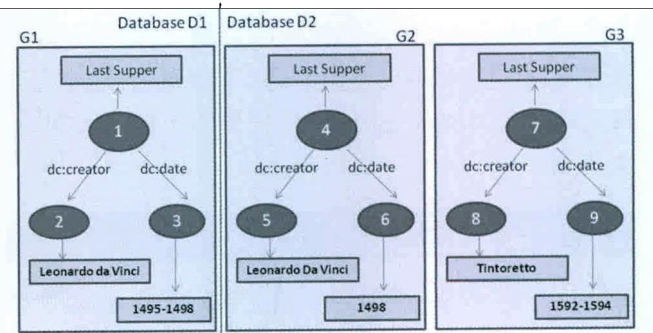 Database D1
Database D2
G1
G2
G3
Last Supper
Last Supper
Last Supper
1
4
7
dc:creator
dc:date
dc:creator
dc:date
dc:creator
dc:date
2
3
5
6
8
9
Leonardo da Vinci
Leonardo Da Vinci
Tintoretto
1495-1498
1498
1592-1594